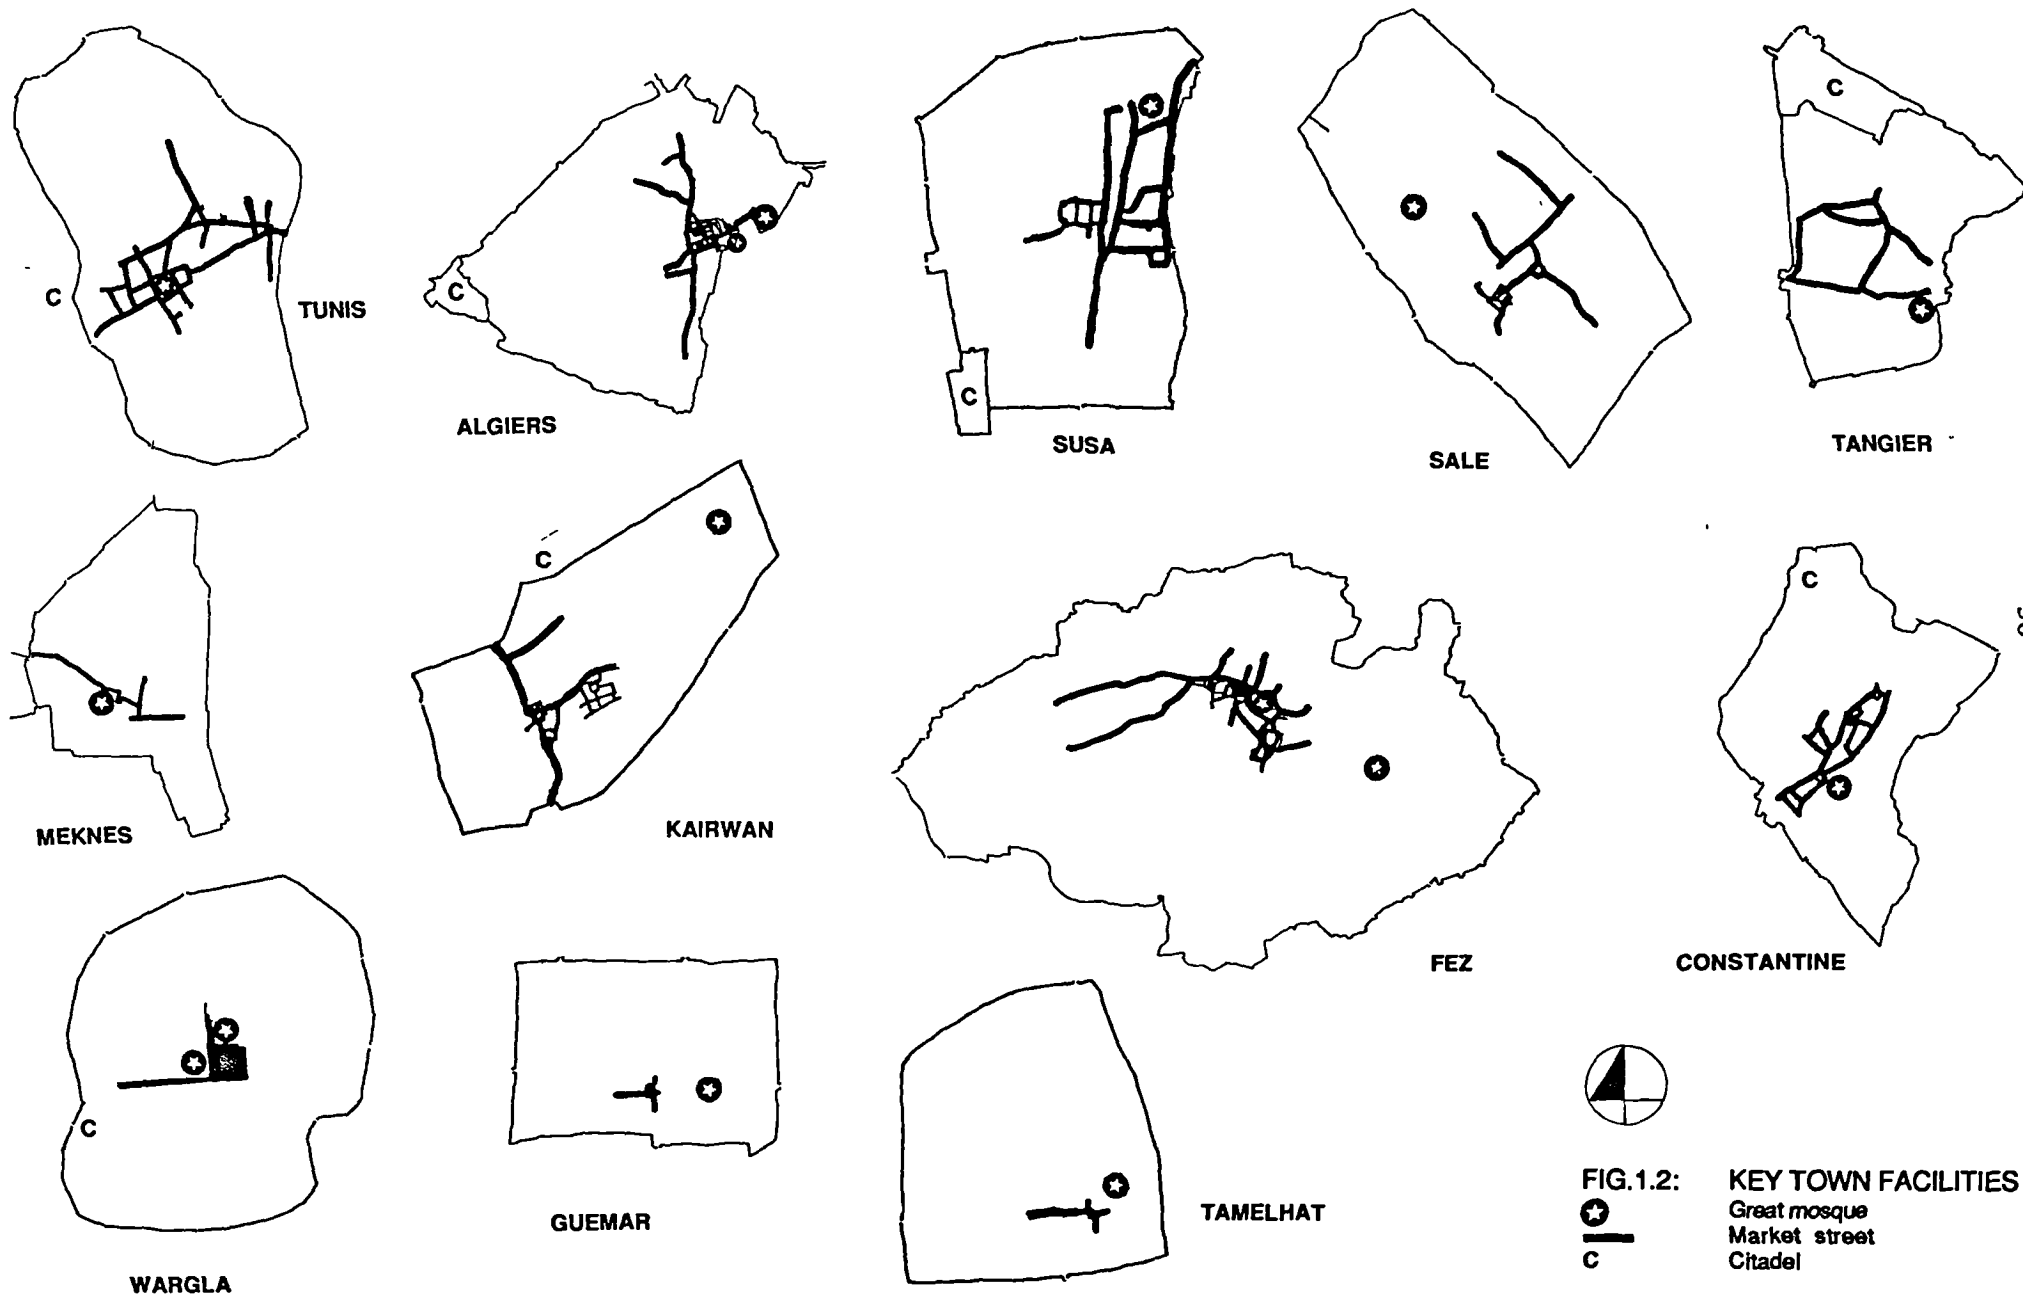 C
TUNIS
C
ALGIERS
C
SUSA
SALE
C
TANGIER
MEKNES
C
KAIRWAN
FEZ
C
CONSTANTINE
C
WARGLA
GUEMAR
TAMELHAT
FIG.1.2: KEY TOWN FACILITIES
Great mosque
Market street
C Citadel